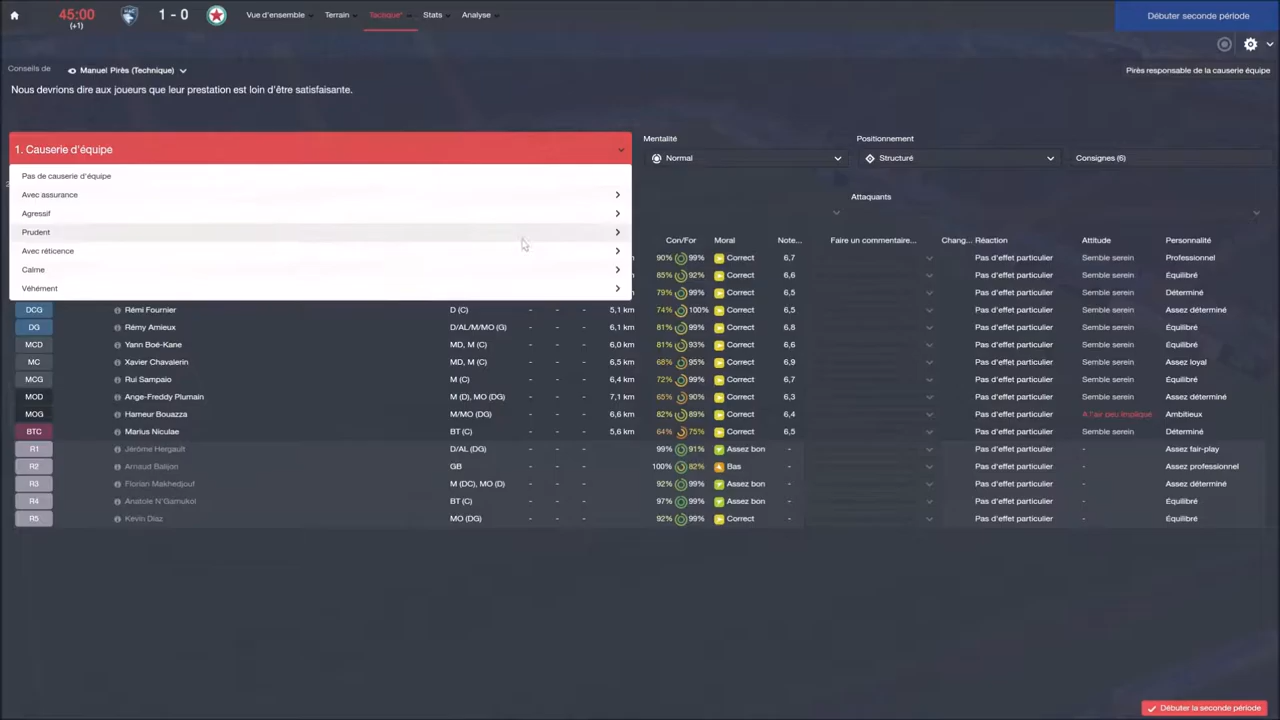 45:00
(+1)
1 - 0
Vue d'ensemble
Terrain
Tactique*
Stats
Analyse
Débuter seconde période
Conseils de
Manuel Pirès (Technique)
Pirès responsable de la causerie équipe
Nous devrions dire aux joueurs que leur prestation est loin d'être satisfaisante.
1. Causerie d'équipe
Pas de causerie d'équipe
Avec assurance
Agressif
Prudent
Avec réticence
Calme
Véhément
Mentalité
Normal
Positionnement
Structuré
Consignes (6)
Attaquants
Con/For Moral Note... Faire un commentaire... Chang... Réaction Attitude Personnalité
90% 99% Correct 6,7 Pas d'effet particulier Semble serein Professionnel
85% 92% Correct 6,6 Pas d'effet particulier Semble serein Équilibré
79% 99% Correct 6,5 Pas d'effet particulier Semble serein Déterminé
DCG Rémi Fournier D (C) - - - 5,1 km 74% 100% Correct 6,5 Pas d'effet particulier Semble serein Assez déterminé
DG Rémy Amieux D/AL/M/MO (G) - - - 6,1 km 81% 99% Correct 6,8 Pas d'effet particulier Semble serein Équilibré
MCD Yann Boé-Kane MD, M (C) - - - 6,0 km 81% 93% Correct 6,6 Pas d'effet particulier Semble serein Équilibré
MC Xavier Chavalerin MD, M (C) - - - 6,5 km 68% 95% Correct 6,9 Pas d'effet particulier Semble serein Assez loyal
MCG Rui Sampaio M (C) - - - 6,4 km 72% 99% Correct 6,7 Pas d'effet particulier Semble serein Équilibré
MOD Ange-Freddy Plumain M (D), MO (DG) - - - 7,1 km 65% 90% Correct 6,3 Pas d'effet particulier Semble serein Assez déterminé
MOG Hameur Bouazza M/MO (DG) - - - 6,6 km 82% 89% Correct 6,4 Pas d'effet particulier A l'air peu impliqué Ambitieux
BTC Marius Niculae BT (C) - - - 5,6 km 64% 75% Correct 6,5 Pas d'effet particulier Semble serein Déterminé
R1 Jérôme Hergault D/AL (DG) - - - 99% 91% Assez bon - Pas d'effet particulier - Assez fair-play
R2 Arnaud Balijon GB - - - 100% 82% Bas - Pas d'effet particulier - Assez professionnel
R3 Florian Makhedjouf M (DC), MO (D) - - - 92% 99% Assez bon - Pas d'effet particulier - Assez déterminé
R4 Anatole N'Gamukol BT (C) - - - 97% 99% Assez bon - Pas d'effet particulier - Équilibré
R5 Kevin Diaz MO (DG) - - - 92% 99% Correct - Pas d'effet particulier - Équilibré
Débuter la seconde période